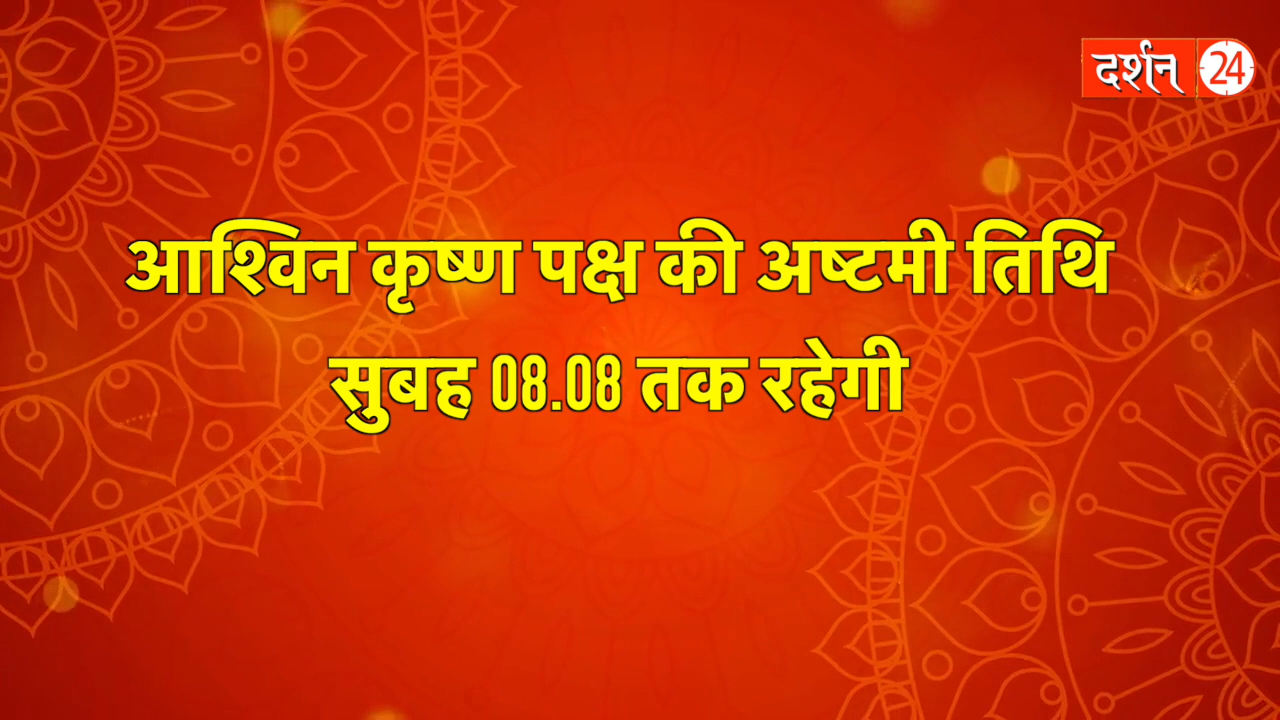 दर्शन 24
आश्विन कृष्ण पक्ष की अष्टमी तिथि
सुबह 08.08 तक रहेगी